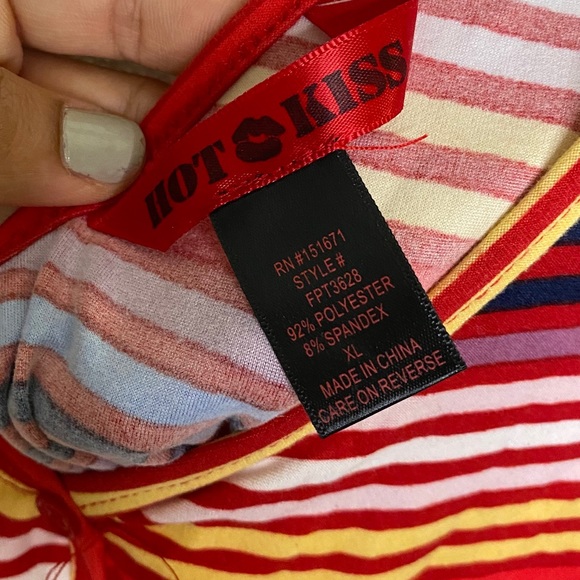 HOT KISS
RN #151671
STYLE#
FPT3628
92% POLYESTER
8% SPANDEX
XL
MADE IN CHINA
CARE ON REVERSE